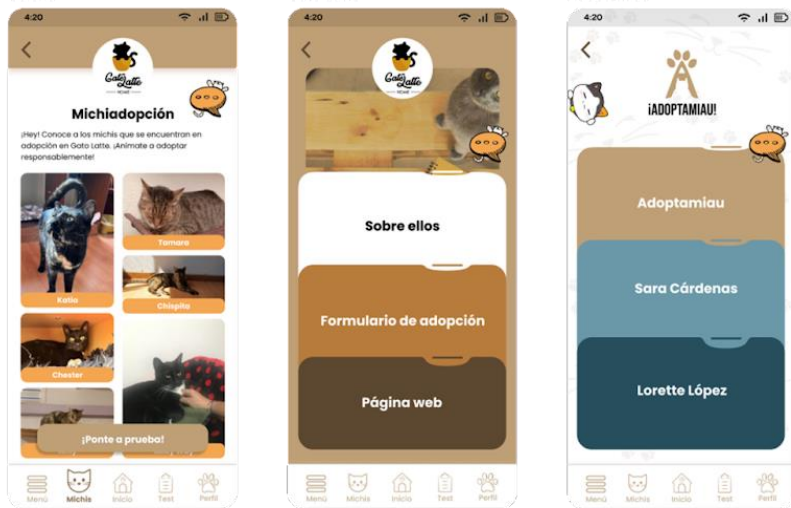 4:20
Gato Latte
HOME
Michiadopción
¡Hey! Conoce a los michis que se encuentran en
adopción en Gato Latte. ¡Anímate a adoptar
responsablemente!
Katia
Tamara
Chispita
Chester
¡Ponte a prueba!
Menú
Michis
Inicio
Test
Perfil
4:20
Gato Latte
HOME
Sobre ellos
Formulario de adopción
Página web
Menú
Michis
Inicio
Test
Perfil
4:20
¡ADOPTAMIAU!
Adoptamiau
Sara Cárdenas
Lorette López
Menú
Michis
Inicio
Test
Perfil